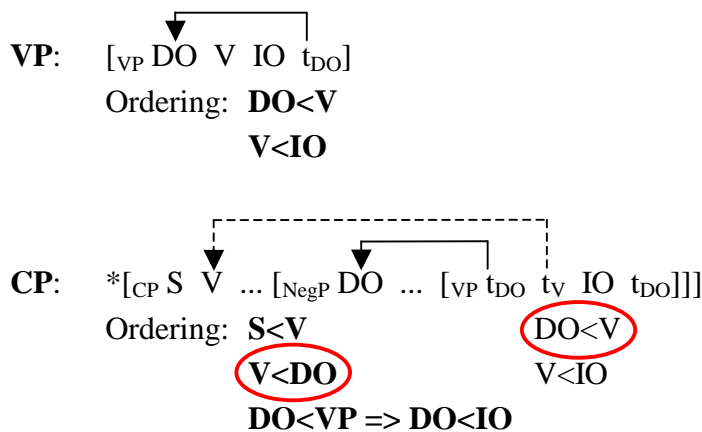 VP: [VP DO V IO tDO]
Ordering: DO<V
V<IO
CP: *[CP S V ... [NegP DO ... [VP tDO tV IO tDO]]]
Ordering: S<V DO<V
V<DO V<IO
DO<VP => DO<IO